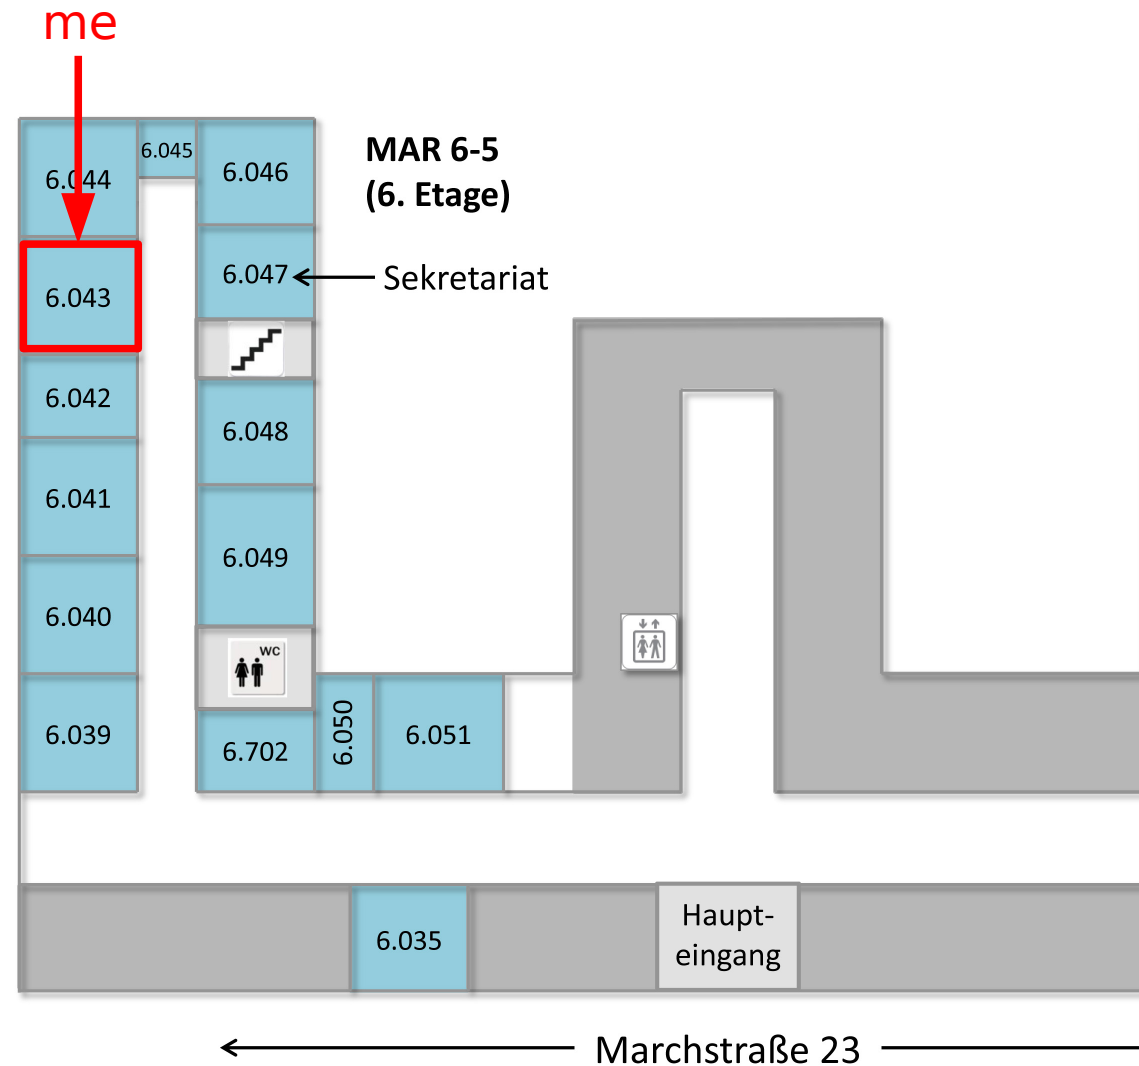 me
6.044
6.045
6.046
MAR 6-5
(6. Etage)
6.043
6.047
Sekretariat
6.042
6.048
6.041
6.049
6.040
WC
6.039
6.702
6.050
6.051
6.035
Haupt-
eingang
Marchstraße 23